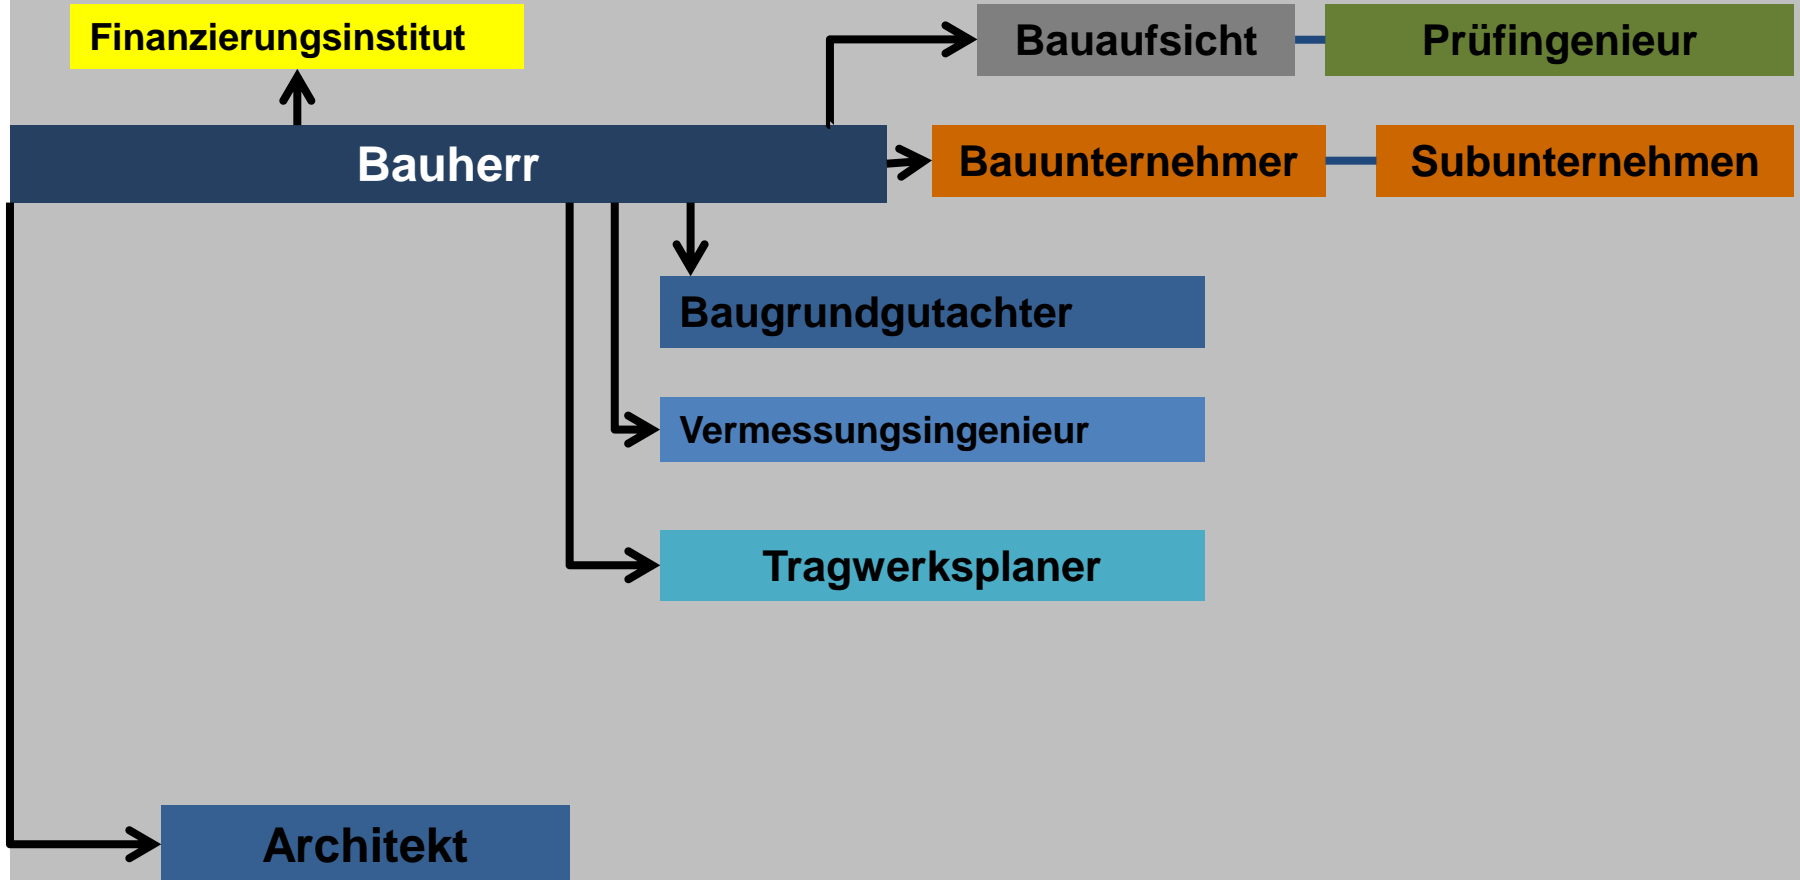 Finanzierungsinstitut
Bauaufsicht
Prüfingenieur
Bauherr
Bauunternehmer
Subunternehmen
Baugrundgutachter
Vermessungsingenieur
Tragwerksplaner
Architekt